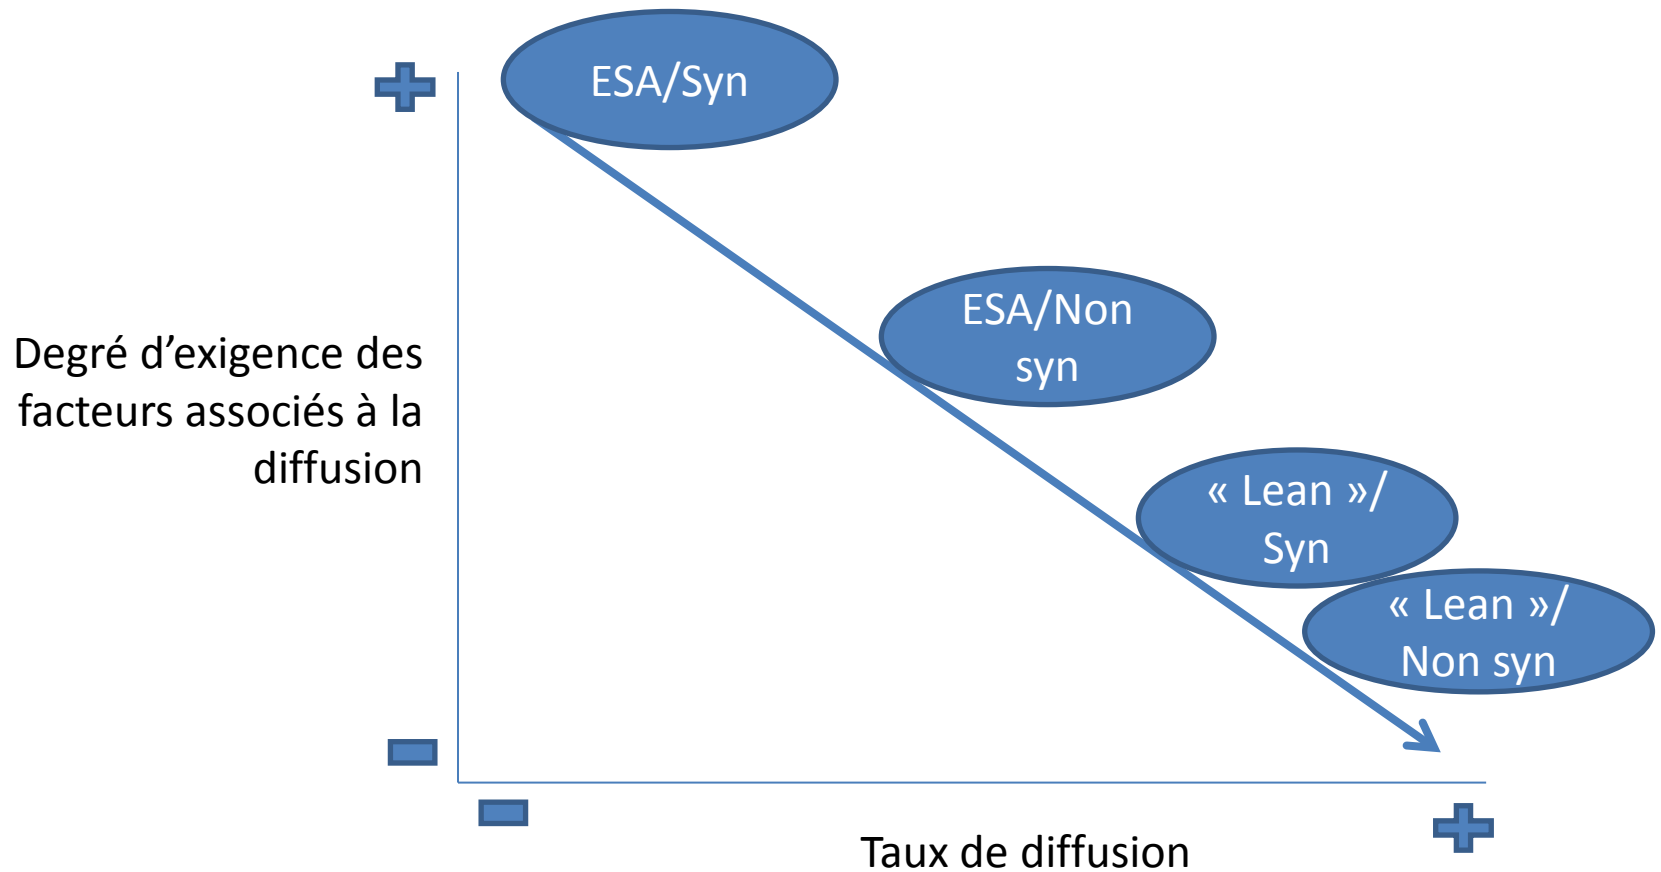 ESA/Syn
ESA/Non
syn
Degré d’exigence des
facteurs associés à la
diffusion
« Lean »/
Syn
« Lean »/
Non syn
Taux de diffusion